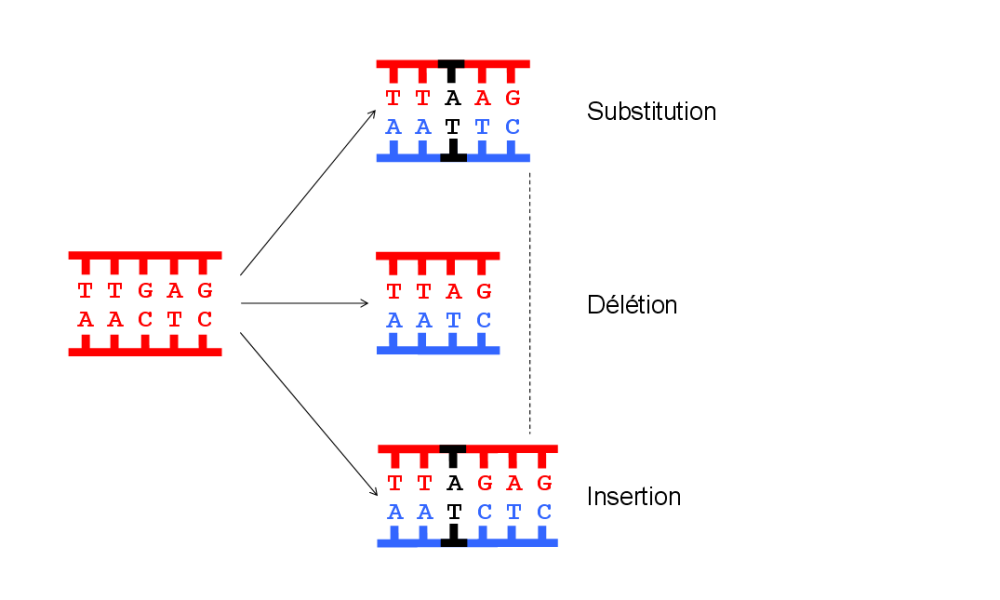 T T A A G
A A T T C
Substitution
T T G A G
A A C T C
T T A G
A A T C
Délétion
T T A G A G
A A T C T C
Insertion